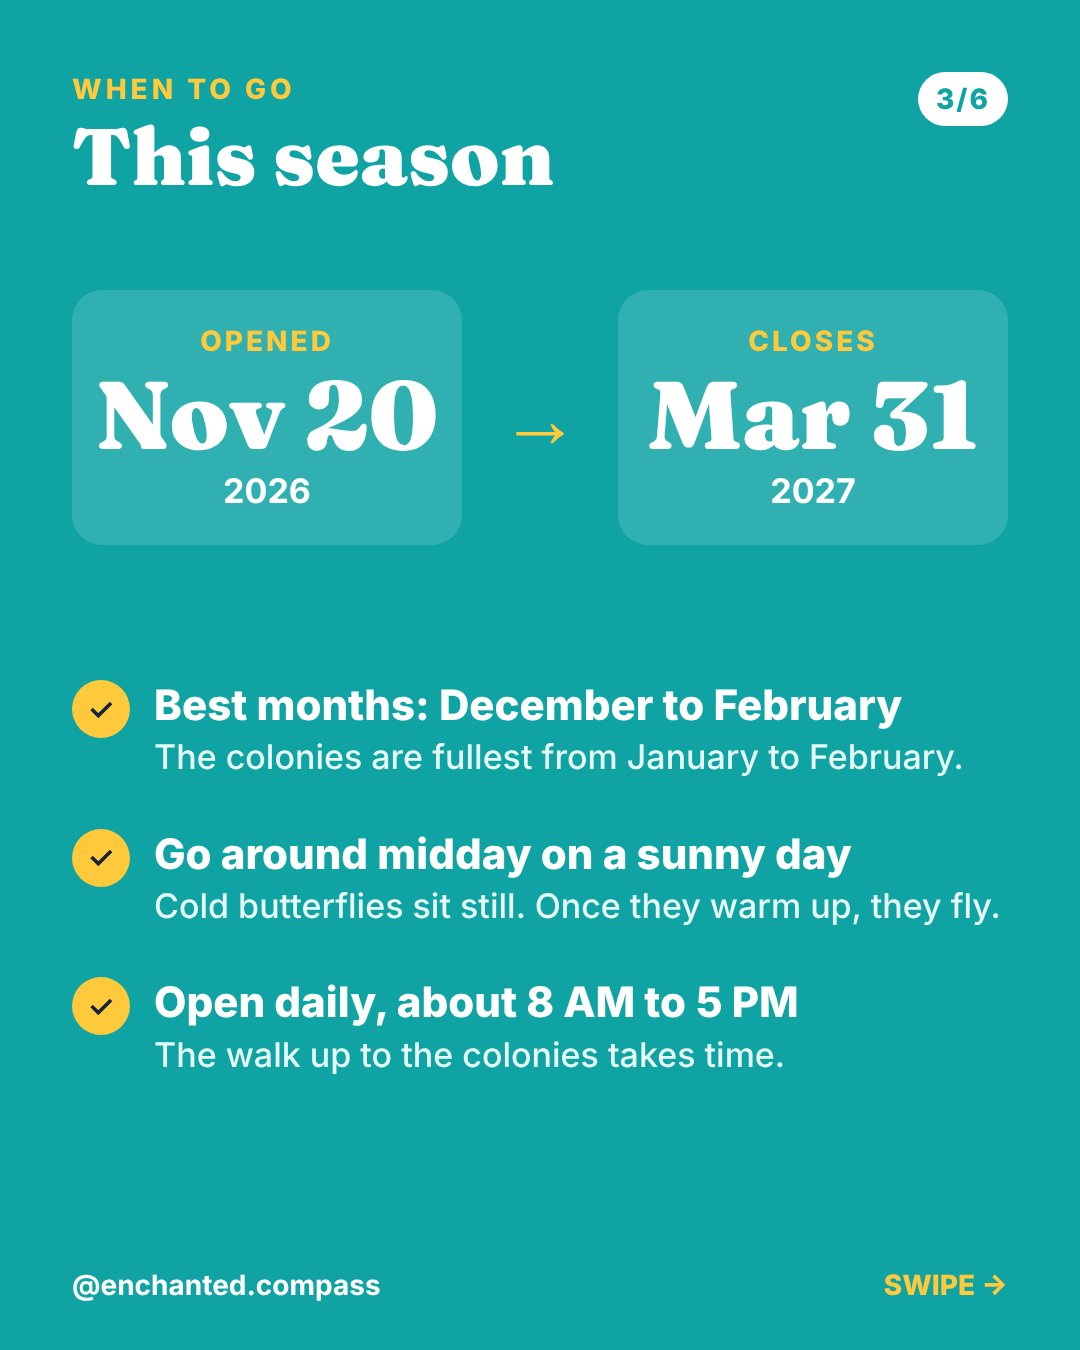 WHEN TO GO
3/6
This season
OPENED
Nov 20
2026
→
CLOSES
Mar 31
2027
Best months: December to February
The colonies are fullest from January to February.
Go around midday on a sunny day
Cold butterflies sit still. Once they warm up, they fly.
Open daily, about 8 AM to 5 PM
The walk up to the colonies takes time.
@enchanted.compass
SWIPE →